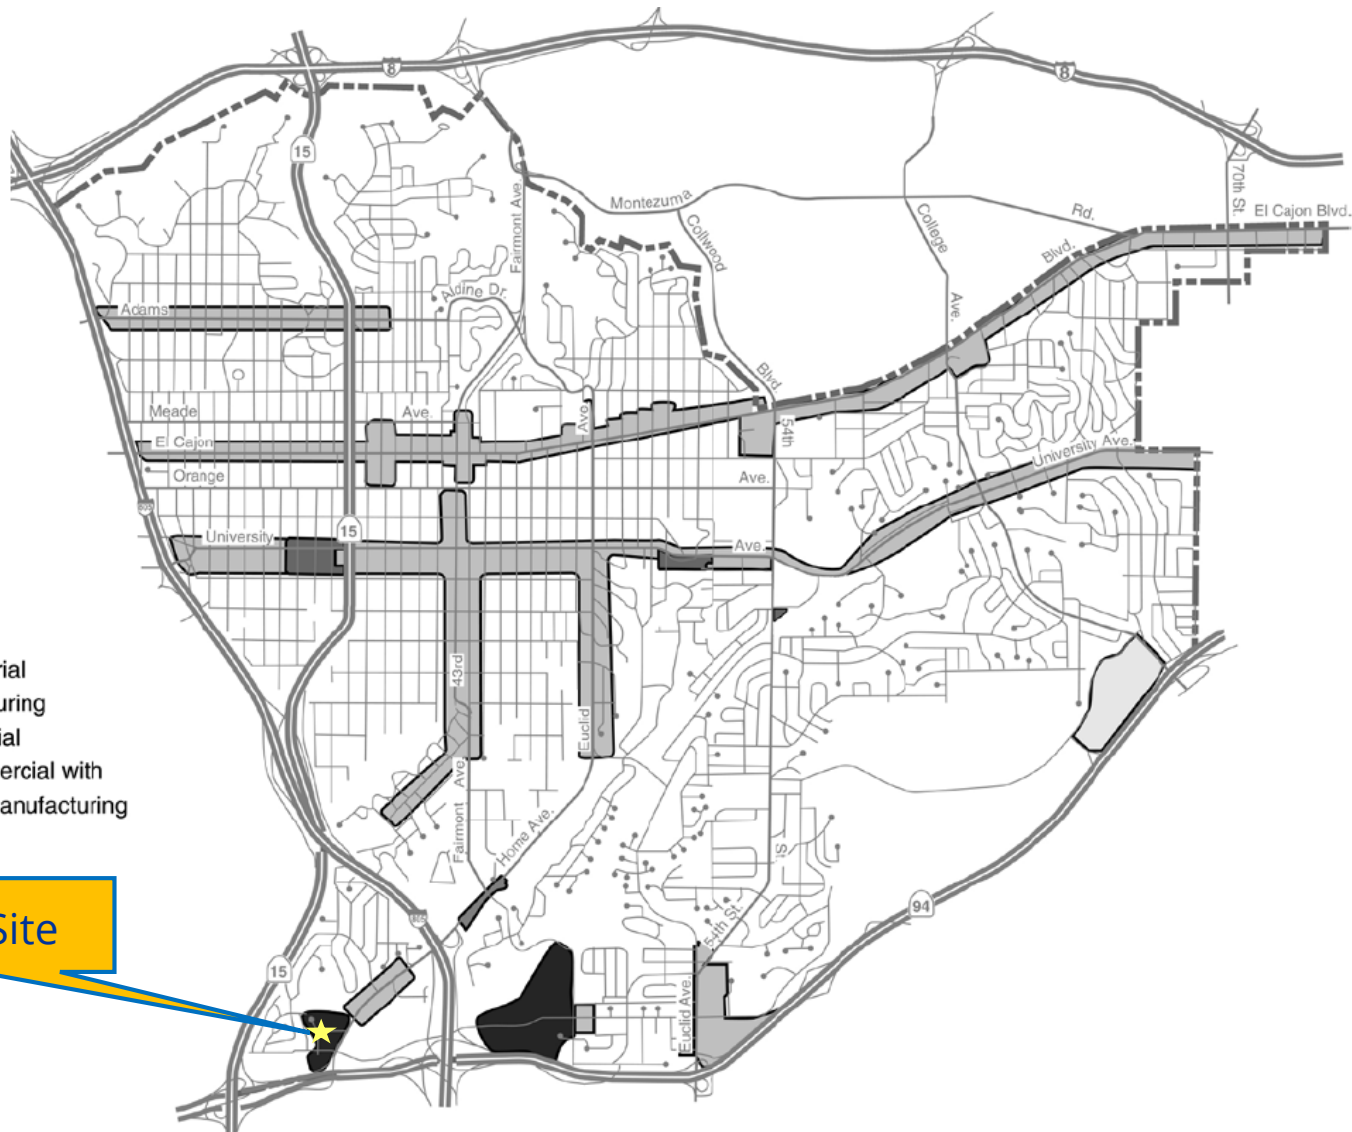 8
8
15
70th St.
El Cajon Blvd.
Fairmont Ave.
Montezuma
Rd.
Collwood
College
Blvd.
Aldine Dr.
Adams
Ave.
Blvd.
Meade
Ave.
Ave.
54th
El Cajon
University Ave.
Orange
Ave.
805
15
University
Ave.
43rd
Euclid
Ave.
Fairmont
Home Ave.
St.
94
54th St.
805
15
Euclid Ave.
rial
uring
ial
ercial with
anufacturing
Site